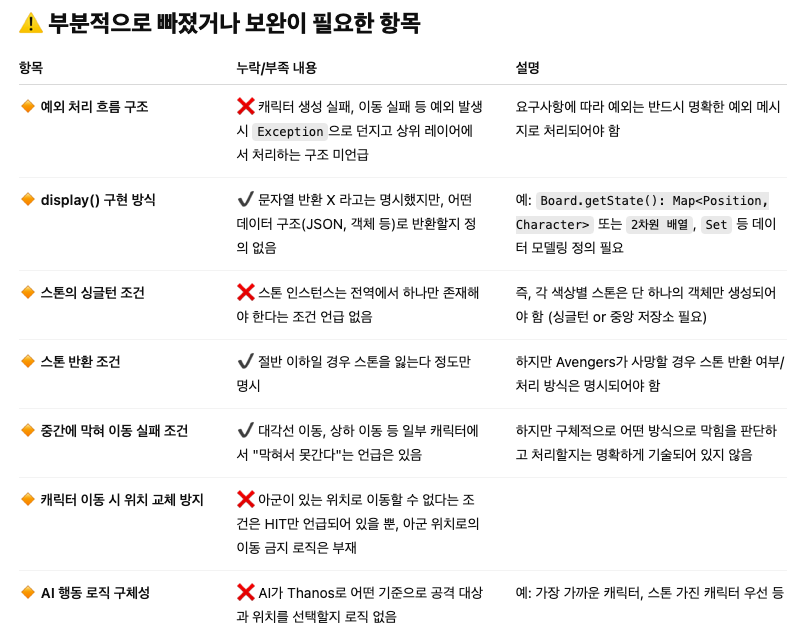 ⚠️ 부분적으로 빠졌거나 보완이 필요한 항목
항목 누락/부족 내용 설명
🔸 예외 처리 흐름 구조
❌ 캐릭터 생성 실패, 이동 실패 등 예외 발생
시 Exception 으로 던지고 상위 레이어에
서 처리하는 구조 미언급
요구사항에 따라 예외는 반드시 명확한 예외 메시
지로 처리되어야 함
🔸 display() 구현 방식
✔️ 문자열 반환 X 라고는 명시했지만, 어떤
데이터 구조(JSON, 객체 등)로 반환할지 정
의 없음
예: Board.getState(): Map<Position,
Character> 또는 2차원 배열, Set 등 데이
터 모델링 정의 필요
🔸 스톤의 싱글턴 조건
❌ 스톤 인스턴스는 전역에서 하나만 존재해
야 한다는 조건 언급 없음
즉, 각 색상별 스톤은 단 하나의 객체만 생성되어
야 함 (싱글턴 or 중앙 저장소 필요)
🔸 스톤 반환 조건
✔️ 절반 이하일 경우 스톤을 잃는다 정도만
명시
하지만 Avengers가 사망할 경우 스톤 반환 여부/
처리 방식은 명시되어야 함
🔸 중간에 막혀 이동 실패 조건
✔️ 대각선 이동, 상하 이동 등 일부 캐릭터에
서 "막혀서 못간다"는 언급은 있음
하지만 구체적으로 어떤 방식으로 막힘을 판단하
고 처리할지는 명확하게 기술되어 있지 않음
🔸 캐릭터 이동 시 위치 교체 방지
❌ 아군이 있는 위치로 이동할 수 없다는 조
건은 HIT만 언급되어 있을 뿐, 아군 위치로의
이동 금지 로직은 부재
🔸 AI 행동 로직 구체성
❌ AI가 Thanos로 어떤 기준으로 공격 대상
과 위치를 선택할지 로직 없음
예: 가장 가까운 캐릭터, 스톤 가진 캐릭터 우선 등